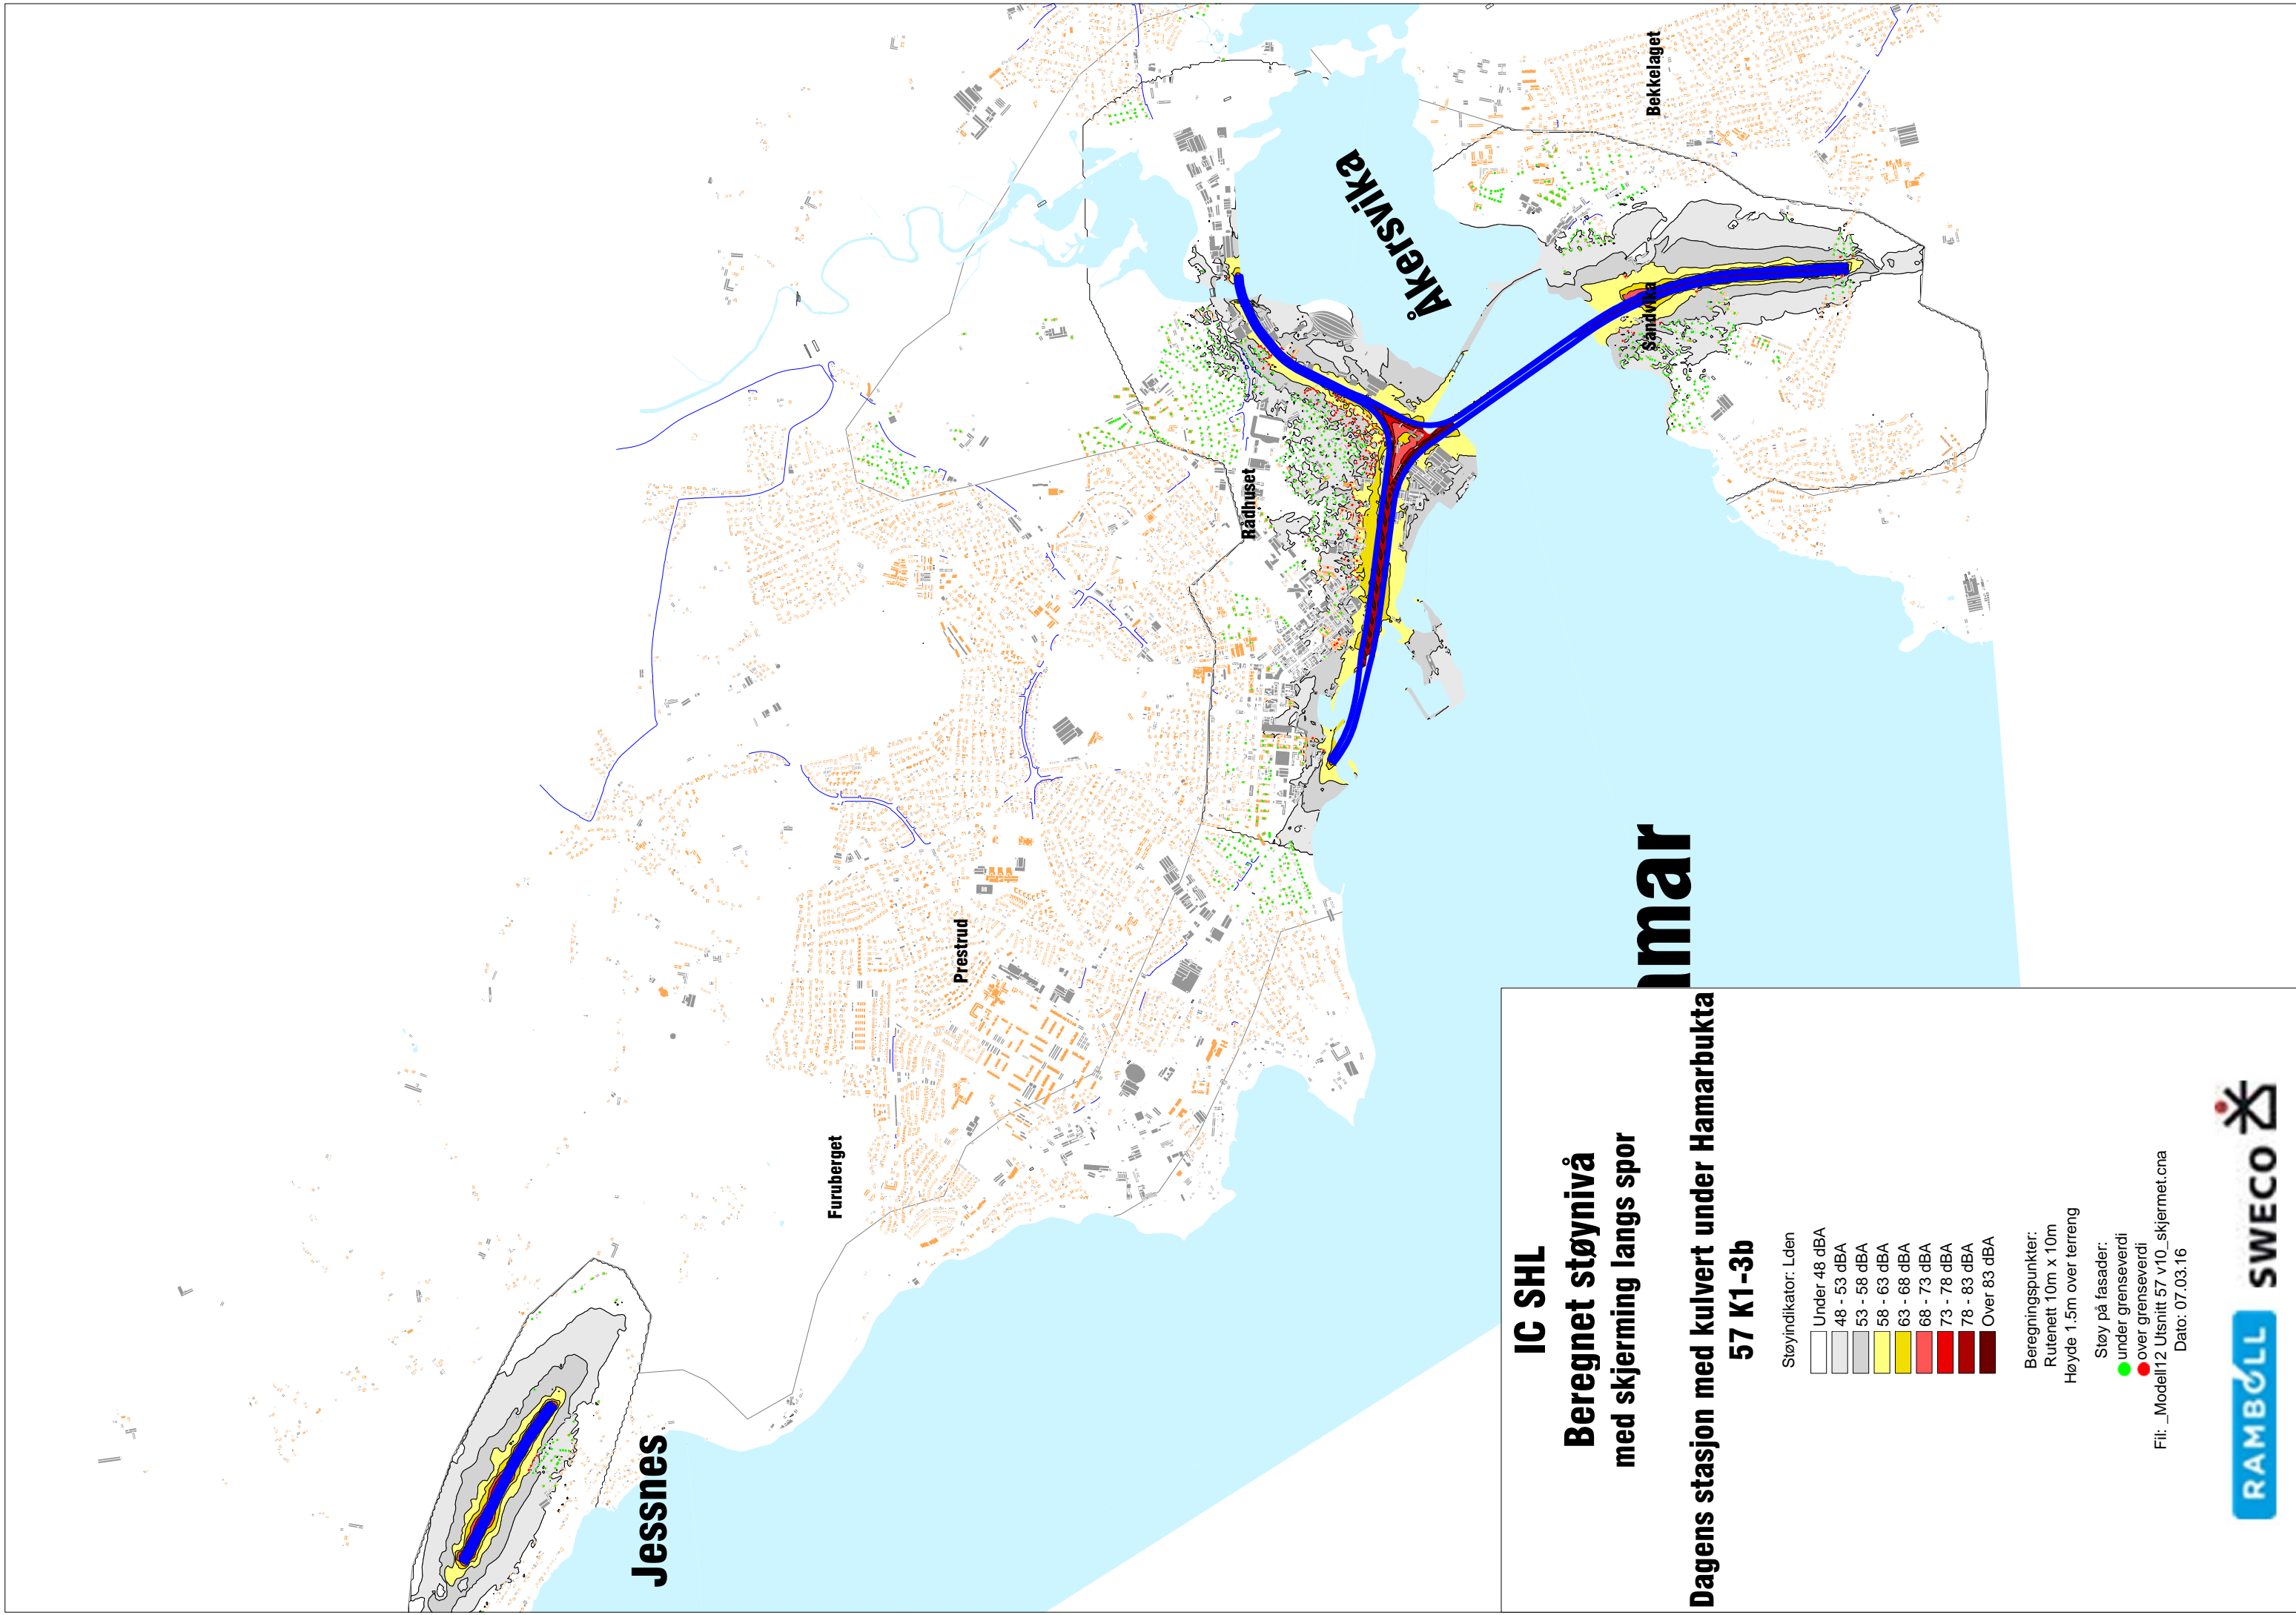 Bekkelaget
Åkersvika
Sandvika
Rådhuset
Prestrud
Furuberget
Jessnes
mar
IC SHL
Beregnet støynivå
med skjerming langs spor
Dagens stasjon med kulvert under Hamarbukta
57 K1-3b
Støyindikator: Lden
Under 48 dBA
48 - 53 dBA
53 - 58 dBA
58 - 63 dBA
63 - 68 dBA
68 - 73 dBA
73 - 78 dBA
78 - 83 dBA
Over 83 dBA
Beregningspunkter:
Rutenett 10m x 10m
Høyde 1.5m over terreng
Støy på fasader:
under grenseverdi
over grenseverdi
Fil: _Modell12 Utsnitt 57 v10_skjermet.cna
Dato: 07.03.16
RAMBOLL SWECO